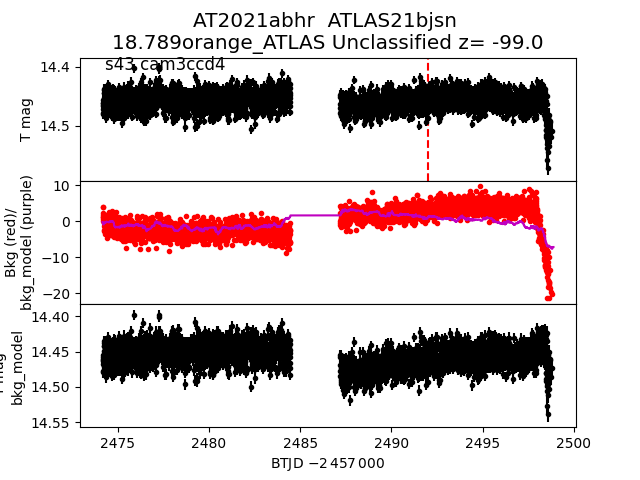 AT2021abhr  ATLAS21bjsn
18.789orange_ATLAS Unclassified z= -99.0
s43 cam3ccd4
14.4
14.5
T mag
10
0
−10
−20
Bkg (red)/
bkg_model (purple)
14.40
14.45
14.50
14.55
mag
bkg_model
2475
2480
2485
2490
2495
2500
BTJD −2 457 000